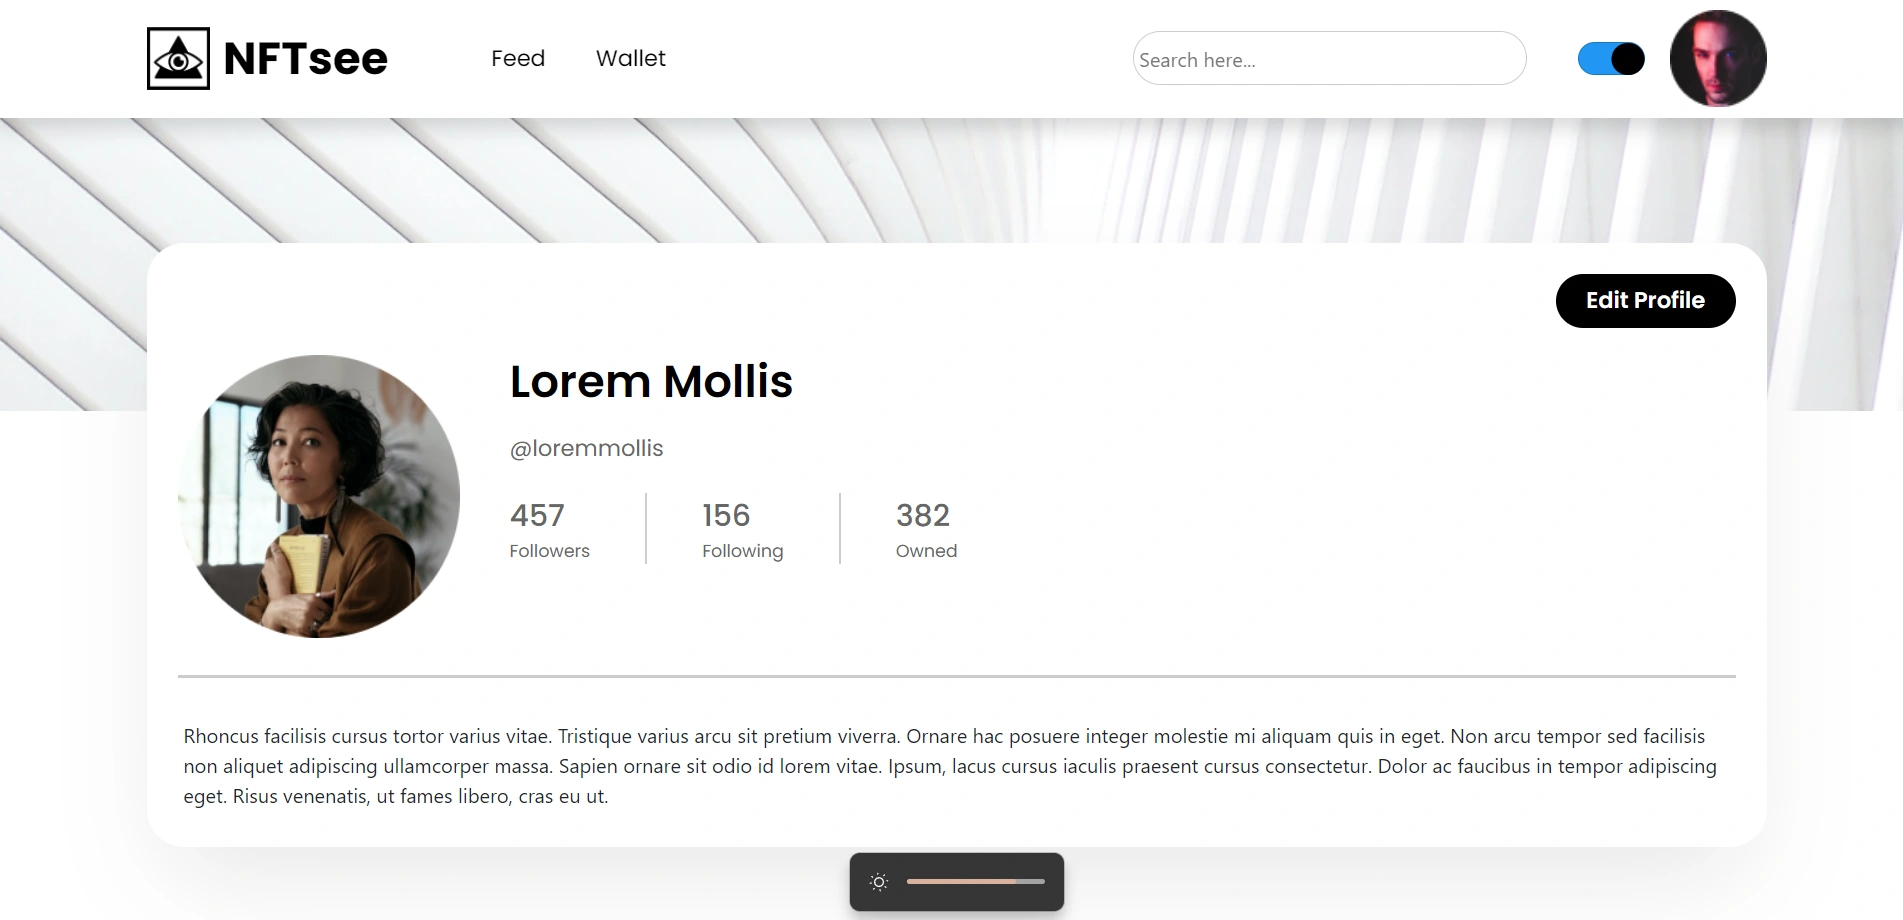 NFTsee
Feed
Wallet
Search here...
Edit Profile
Lorem Mollis
@loremmollis
457
Followers
156
Following
382
Owned
Rhoncus facilisis cursus tortor varius vitae. Tristique varius arcu sit pretium viverra. Ornare hac posuere integer molestie mi aliquam quis in eget. Non arcu tempor sed facilisis
non aliquet adipiscing ullamcorper massa. Sapien ornare sit odio id lorem vitae. Ipsum, lacus cursus iaculis praesent cursus consectetur. Dolor ac faucibus in tempor adipiscing
eget. Risus venenatis, ut fames libero, cras eu ut.